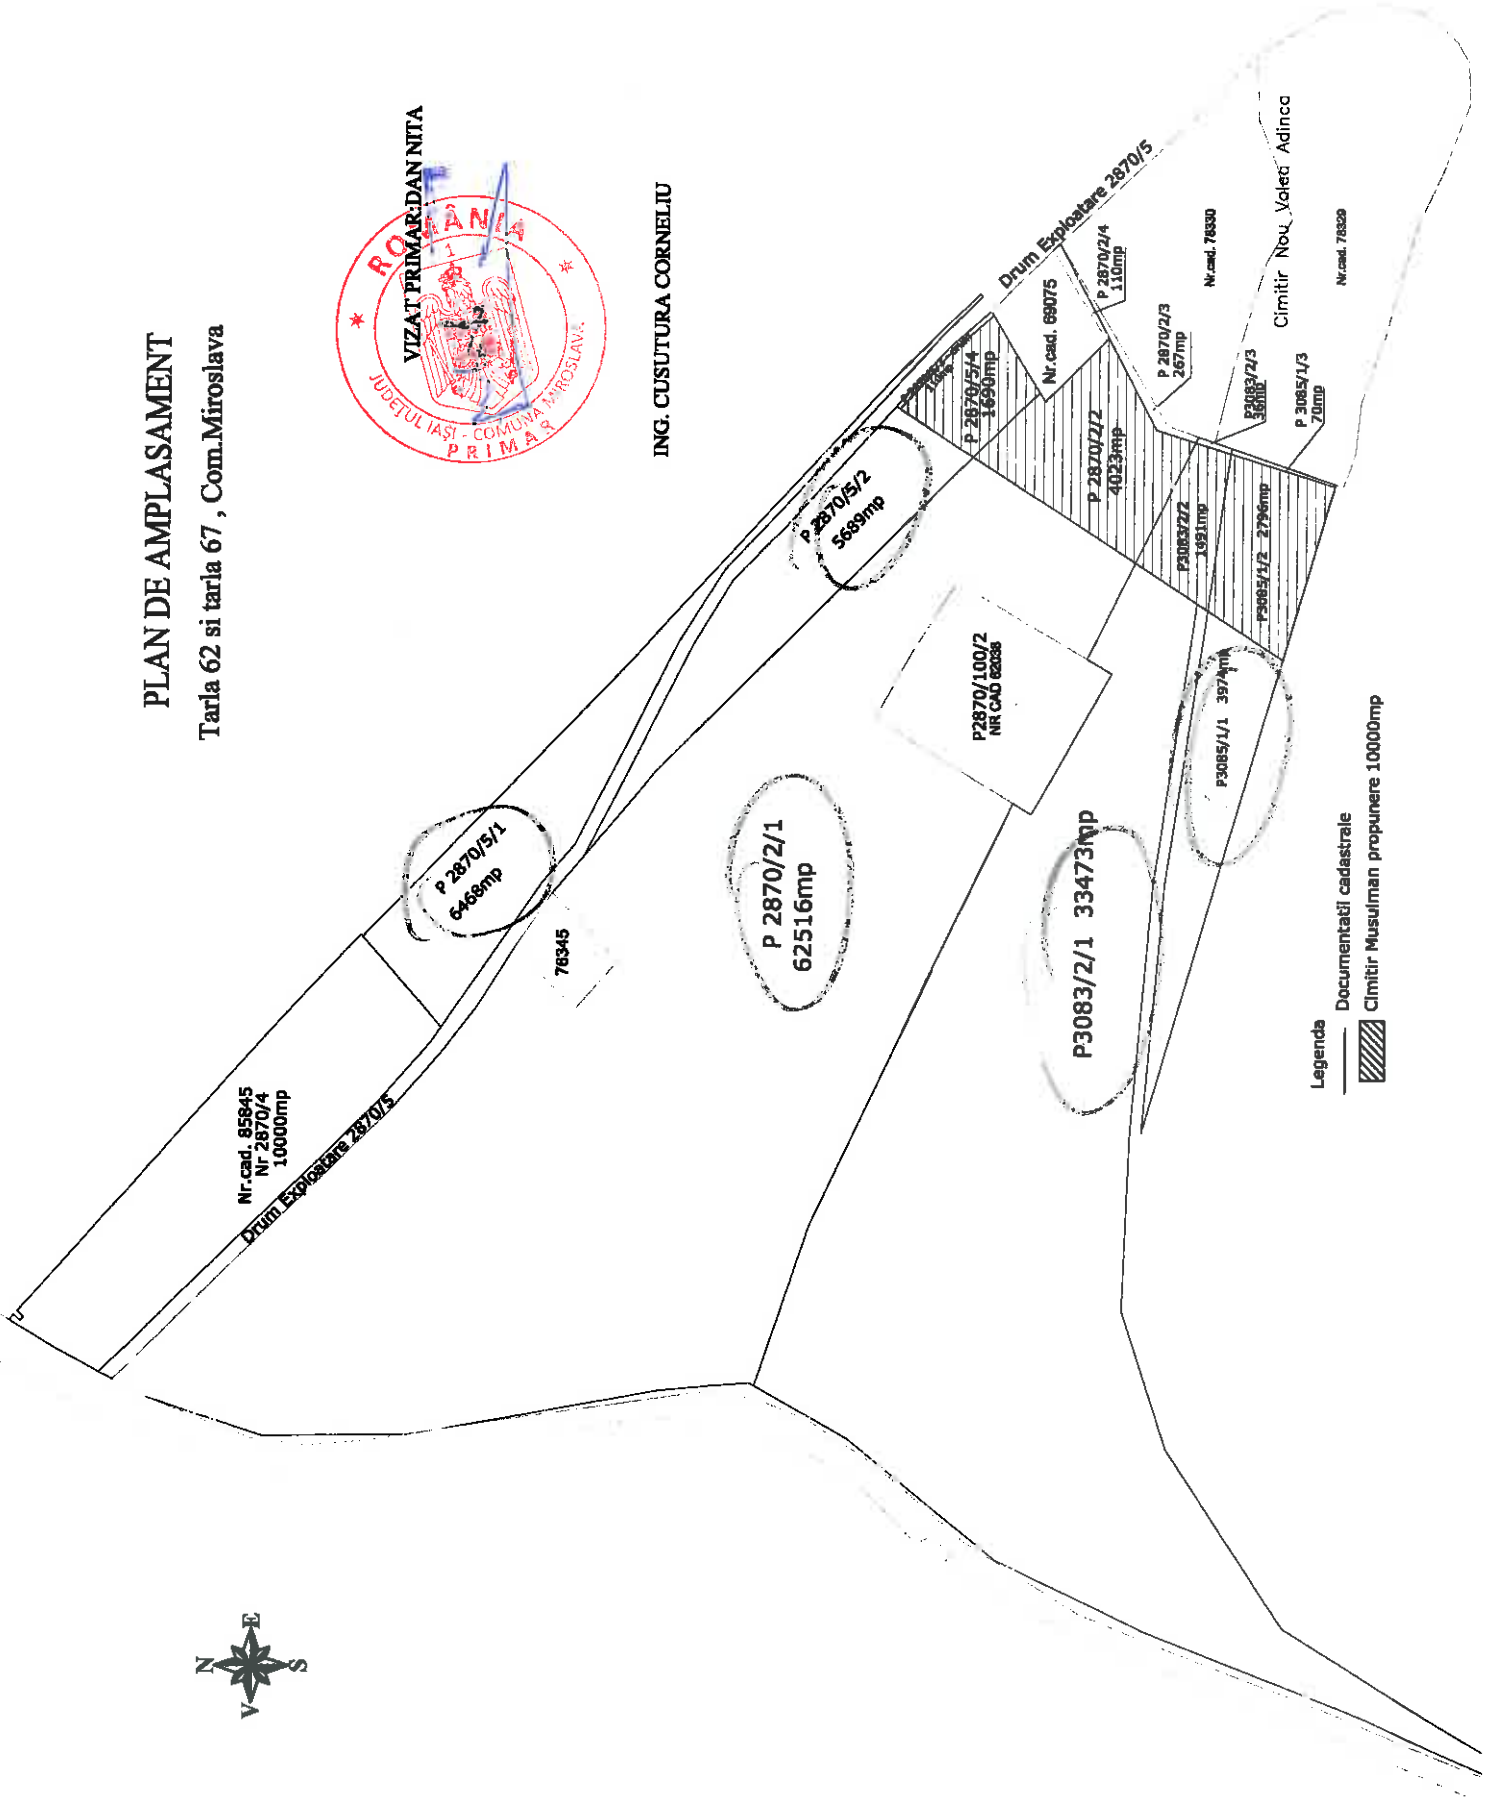 PLAN DE AMPLASAMENT
Tarla 62 si tarla 67 , Com.Miroslava
VIZAT PRIMAR:DAN NITA
ROMÂNIA
1
JUDEȚUL IAȘI - COMUNA MIROSLAVA
PRIMAR
ING. CUSUTURA CORNELIU
N
V
E
S
Nr.cad. 85845
Nr 2870/4
10000mp
Drum Exploatare 2870/5
P 2870/5/1
6468mp
78345
P 2870/5/2
5689mp
P 2870/2/1
62516mp
P2870/100/2
NR CAD 62038
P3083/2/1 33473mp
P3085/1/1 3974mp
P 2870/5/4
1690mp
Nr.cad. 69075
Drum Exploatare 2870/5
P 2870/2/2
4023mp
P 2870/2/4
110mp
P 2870/2/3
267mp
P3083/2/2
1491mp
P3083/2/3
36mp
P3085/1/2 2796mp
P 3085/1/3
70mp
Nr.cad. 78330
Cimitir Nou Valea Adinca
Nr.cad. 78329
Legenda
Documentatii cadastrale
Cimitir Musulman propunere 10000mp